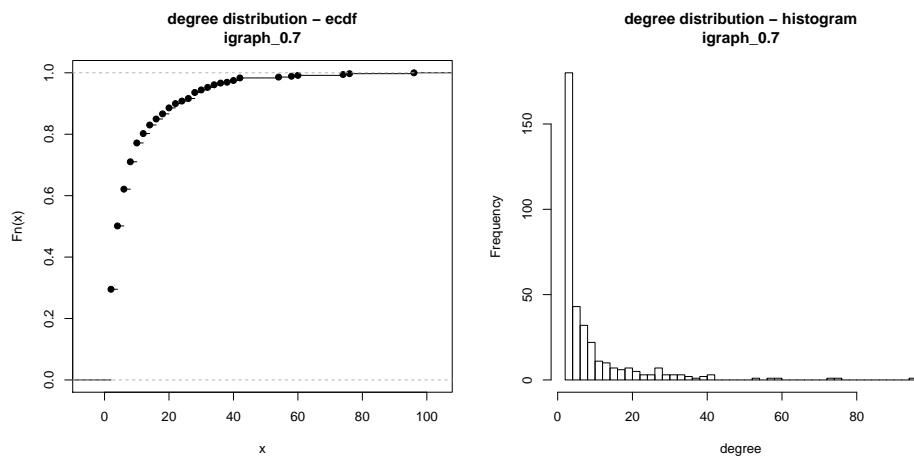 degree distribution − ecdf
igraph_0.7
Fn(x)
1.0
0.8
0.6
0.4
0.2
0.0
0 20 40 60 80 100
x
degree distribution − histogram
igraph_0.7
Frequency
150
100
50
0
0 20 40 60 80
degree